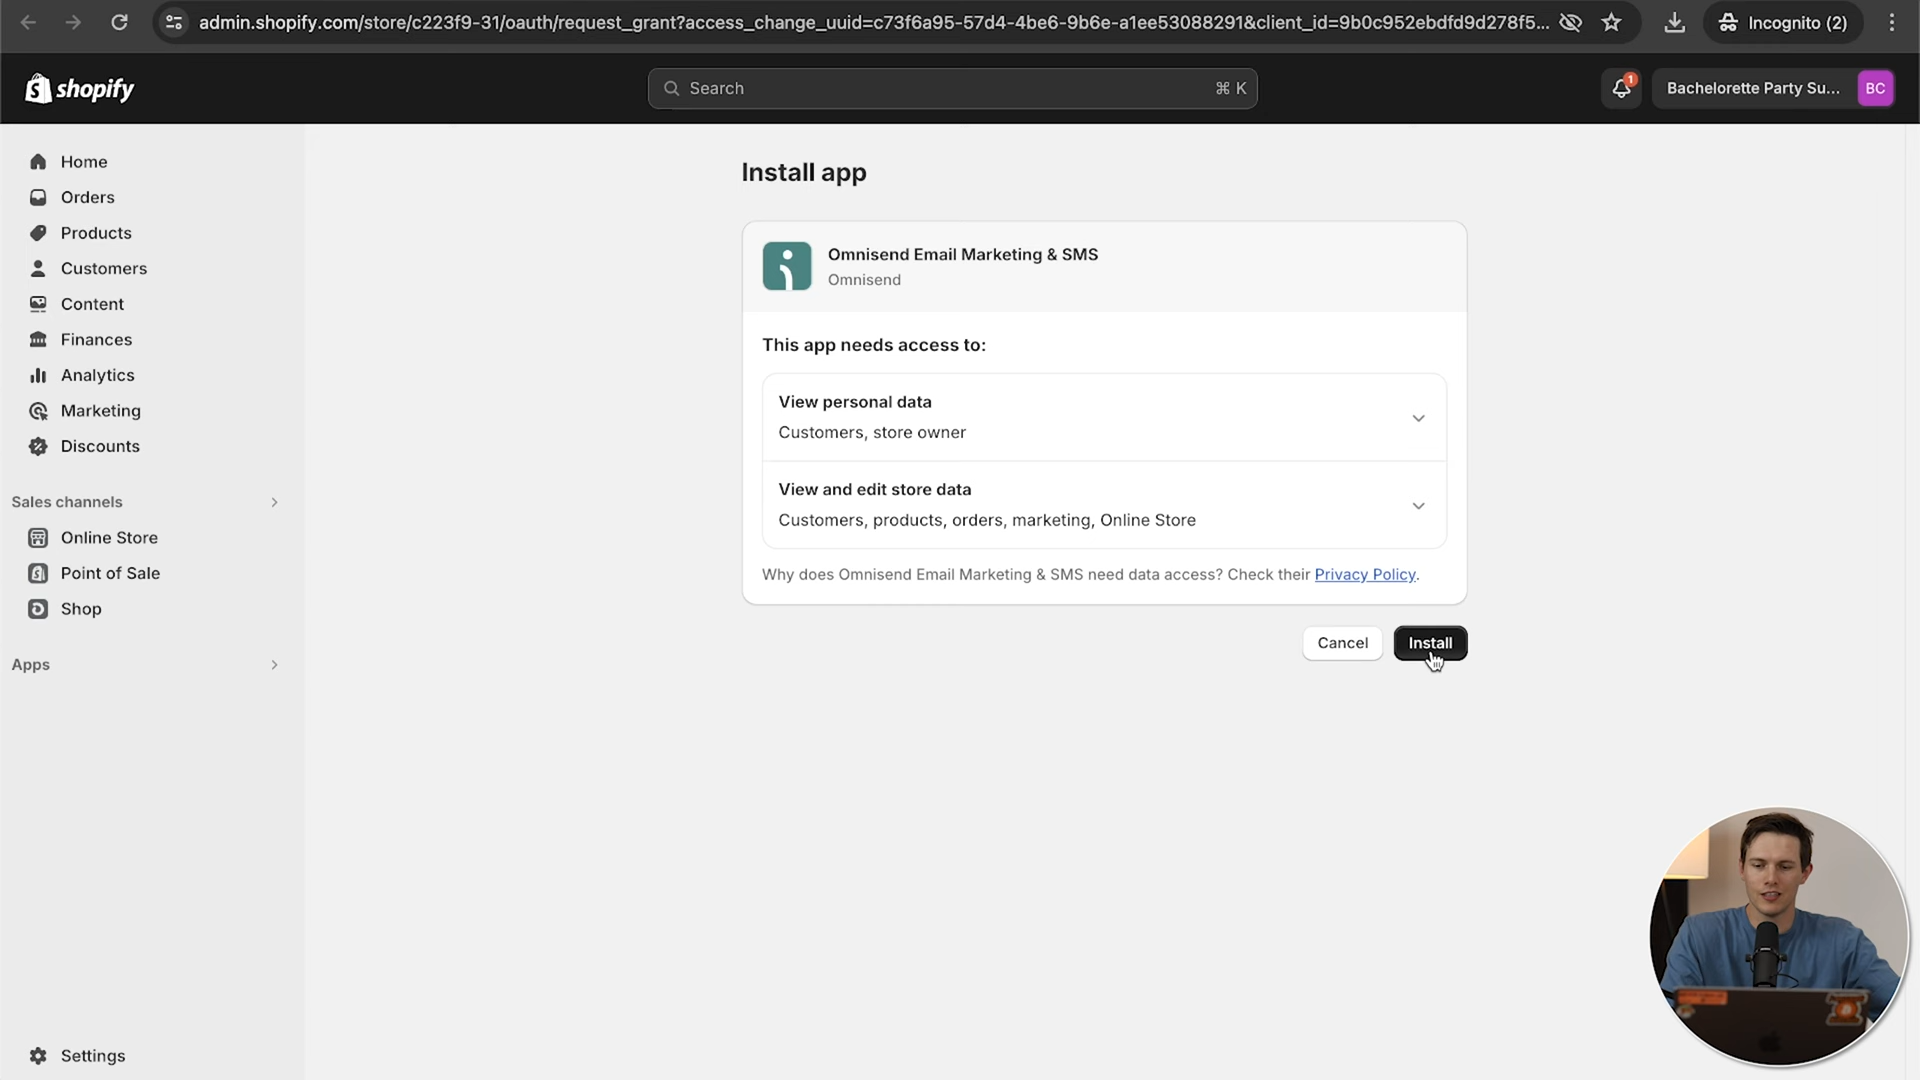 admin.shopify.com/store/c223f9-31/oauth/request_grant?access_change_uuid=c73f6a95-57d4-4be6-9b6e-a1ee53088291&client_id=9b0c952ebdfd9d278f5...
Incognito (2)
shopify
Search
⌘ K
1
Bachelorette Party Su...
BC
Home
Orders
Products
Customers
Content
Finances
Analytics
Marketing
Discounts
Sales channels
Online Store
Point of Sale
Shop
Apps
Settings
Install app
Omnisend Email Marketing & SMS
Omnisend
This app needs access to:
View personal data
Customers, store owner
View and edit store data
Customers, products, orders, marketing, Online Store
Why does Omnisend Email Marketing & SMS need data access? Check their Privacy Policy.
Cancel
Install